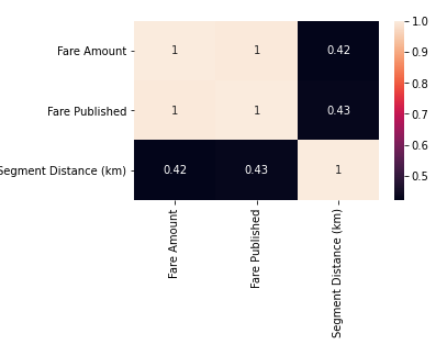 Fare Amount
Fare Published
Segment Distance (km)
1 1 0.42
1 1 0.43
0.42 0.43 1
Fare Amount
Fare Published
Segment Distance (km)
1.0
0.9
0.8
0.7
0.6
0.5